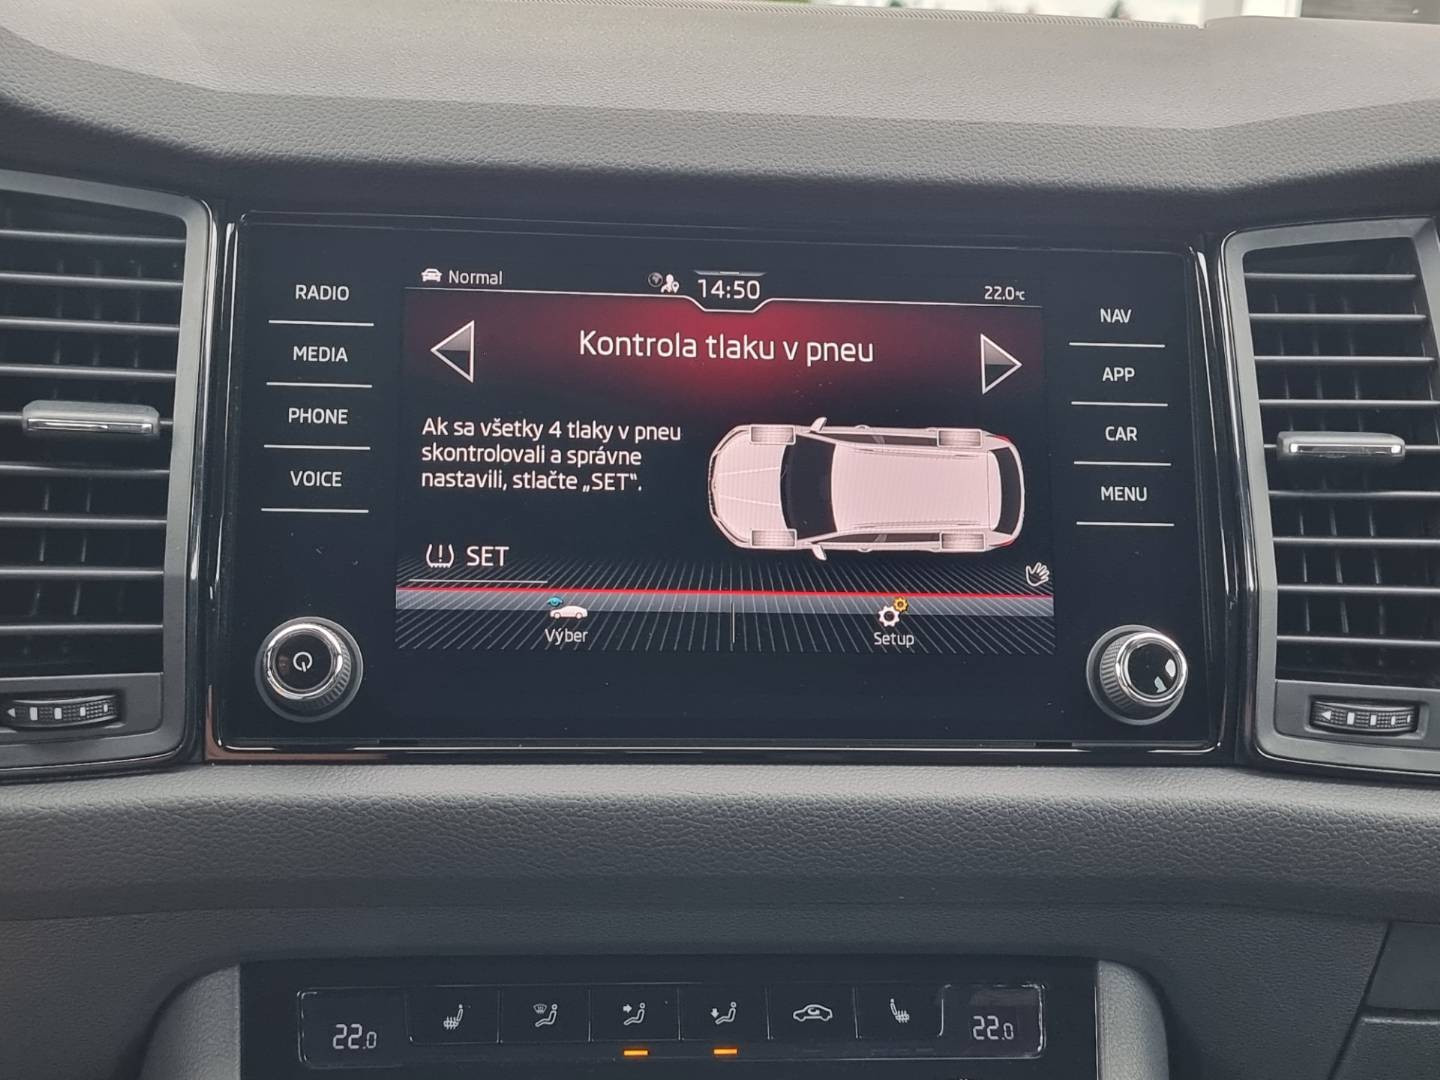 Normal
14:50
22.0°C
Kontrola tlaku v pneu
Ak sa všetky 4 tlaky v pneu
skontrolovali a správne
nastavili, stlačte „SET“.
SET
Výber
Setup
RADIO
MEDIA
PHONE
VOICE
NAV
APP
CAR
MENU
22.0
22.0